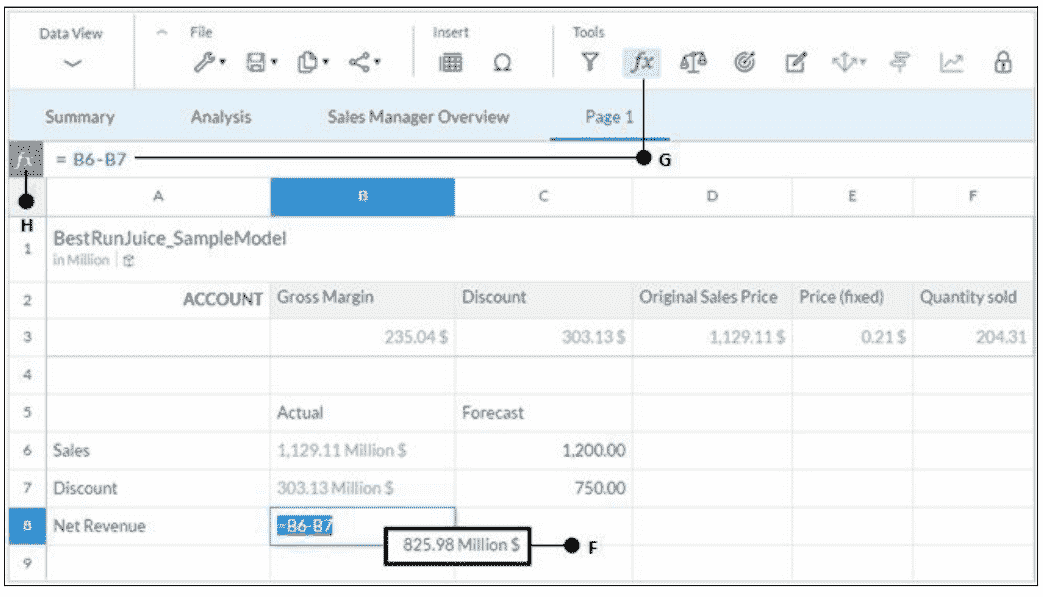 Data View File Insert Tools
fx
Summary Analysis Sales Manager Overview Page 1
fx = B6-B7 G
A B C D E F
H
1 BestRunJuice_SampleModel
in Million
2 ACCOUNT Gross Margin Discount Original Sales Price Price (fixed) Quantity sold
3 235.04 $ 303.13 $ 1,129.11 $ 0.21 $ 204.31
4
5 Actual Forecast
6 Sales 1,129.11 Million $ 1,200.00
7 Discount 303.13 Million $ 750.00
8 Net Revenue =B6-B7
825.98 Million $ F
9